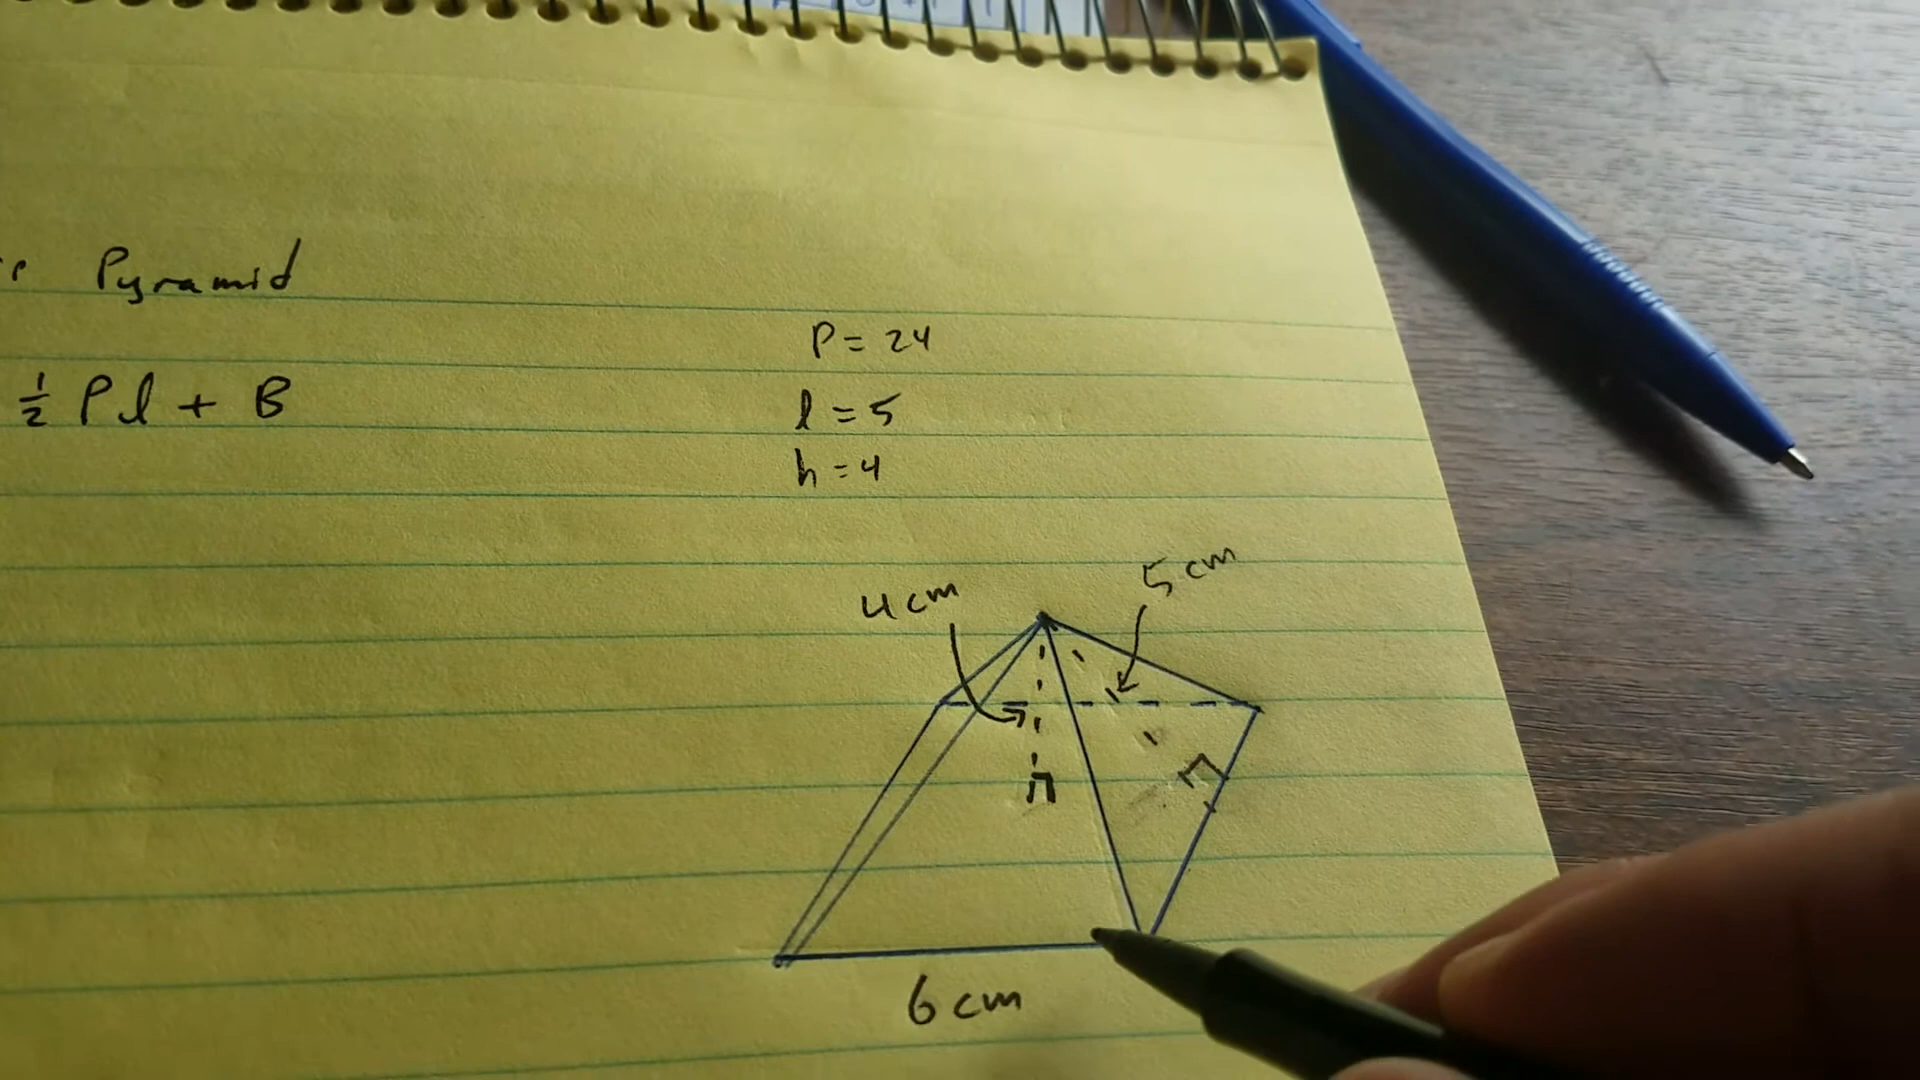 Pyramid
P = 24
½ Pl + B
l = 5
h = 4
5 cm
4 cm
6 cm